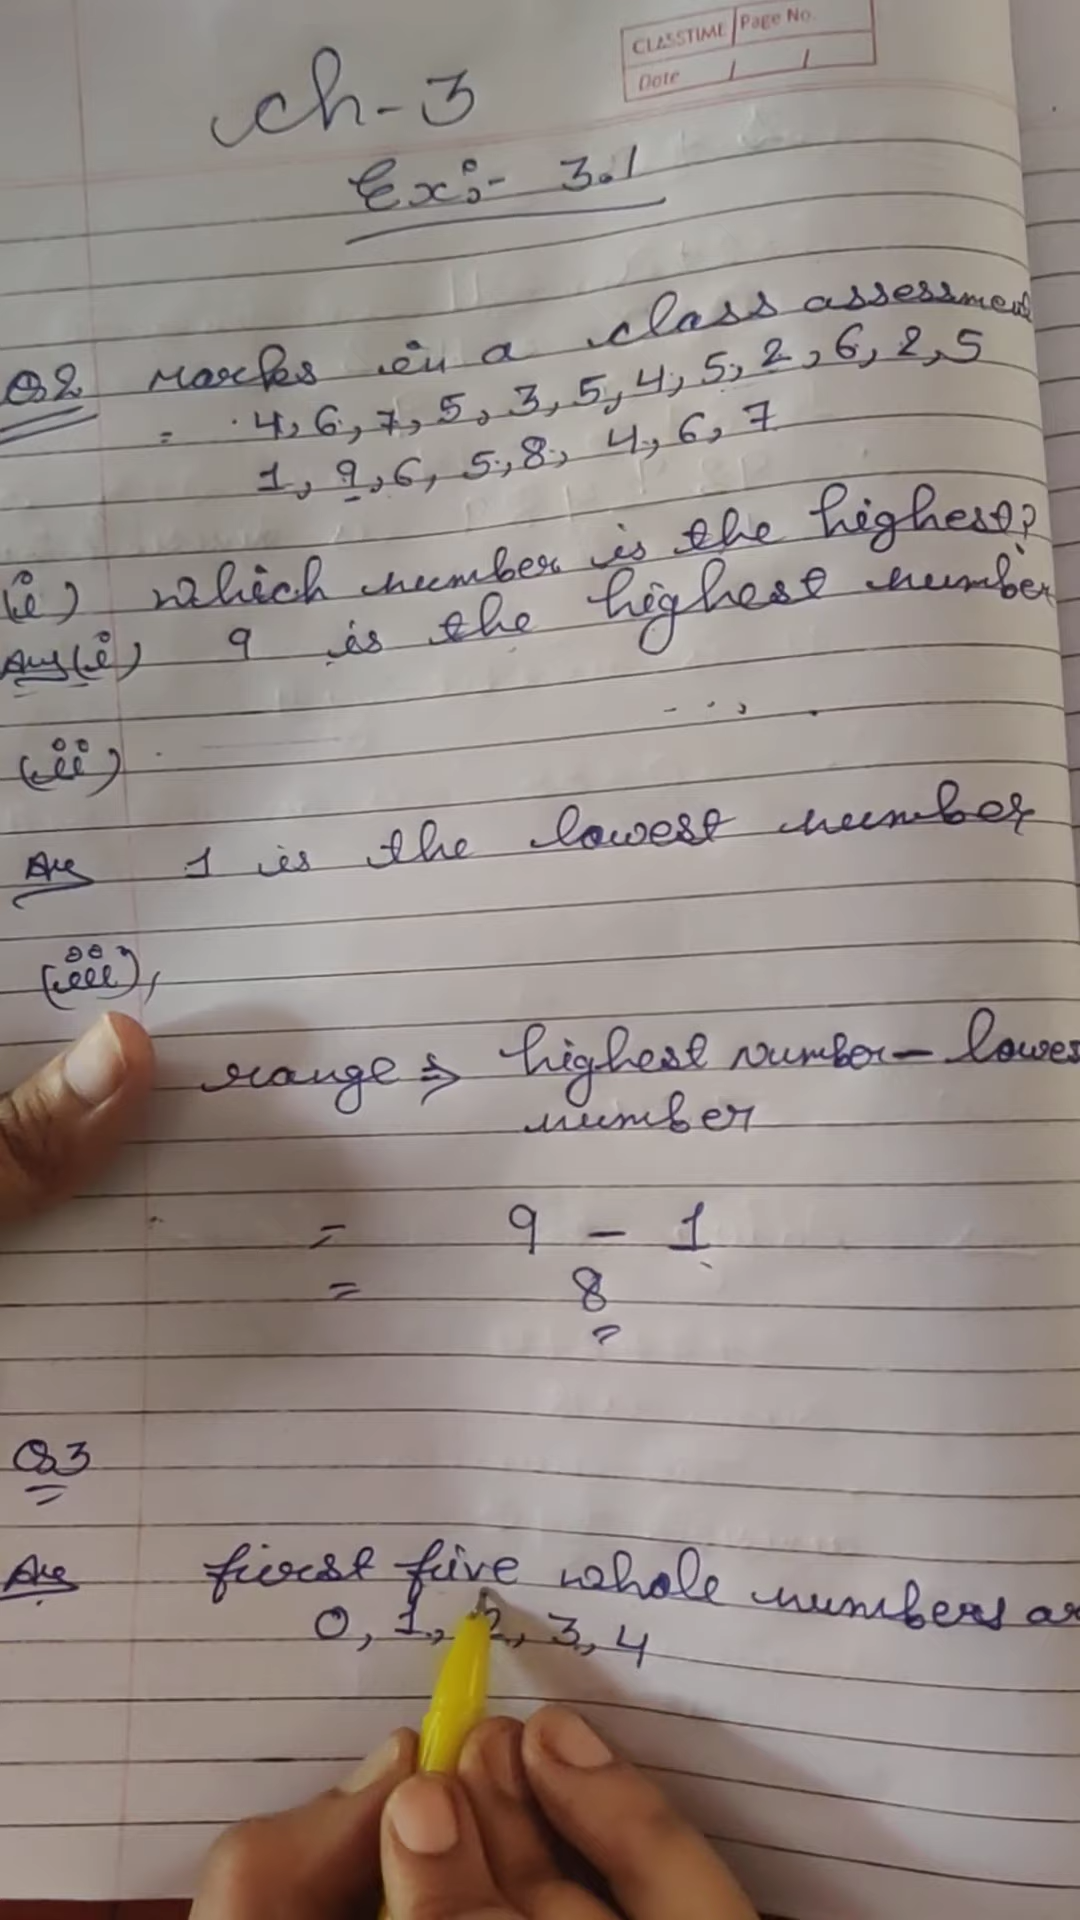 CLASSTIME Page No.
Date / /
Ch-3
Ex:- 3.1
Q2 Marks in a class assessment
= 4, 6, 7, 5, 3, 5, 4, 5, 2, 6, 2, 5
1, 9, 6, 5, 8, 4, 6, 7
(i) which number is the highest?
Ans(i) 9 is the highest number
(ii)
Ans 1 is the lowest number
(iii),
range => highest number - lowes
number
= 9 - 1
= 8
Q3
Ans first five whole numbers ar
0, 1, 2, 3, 4